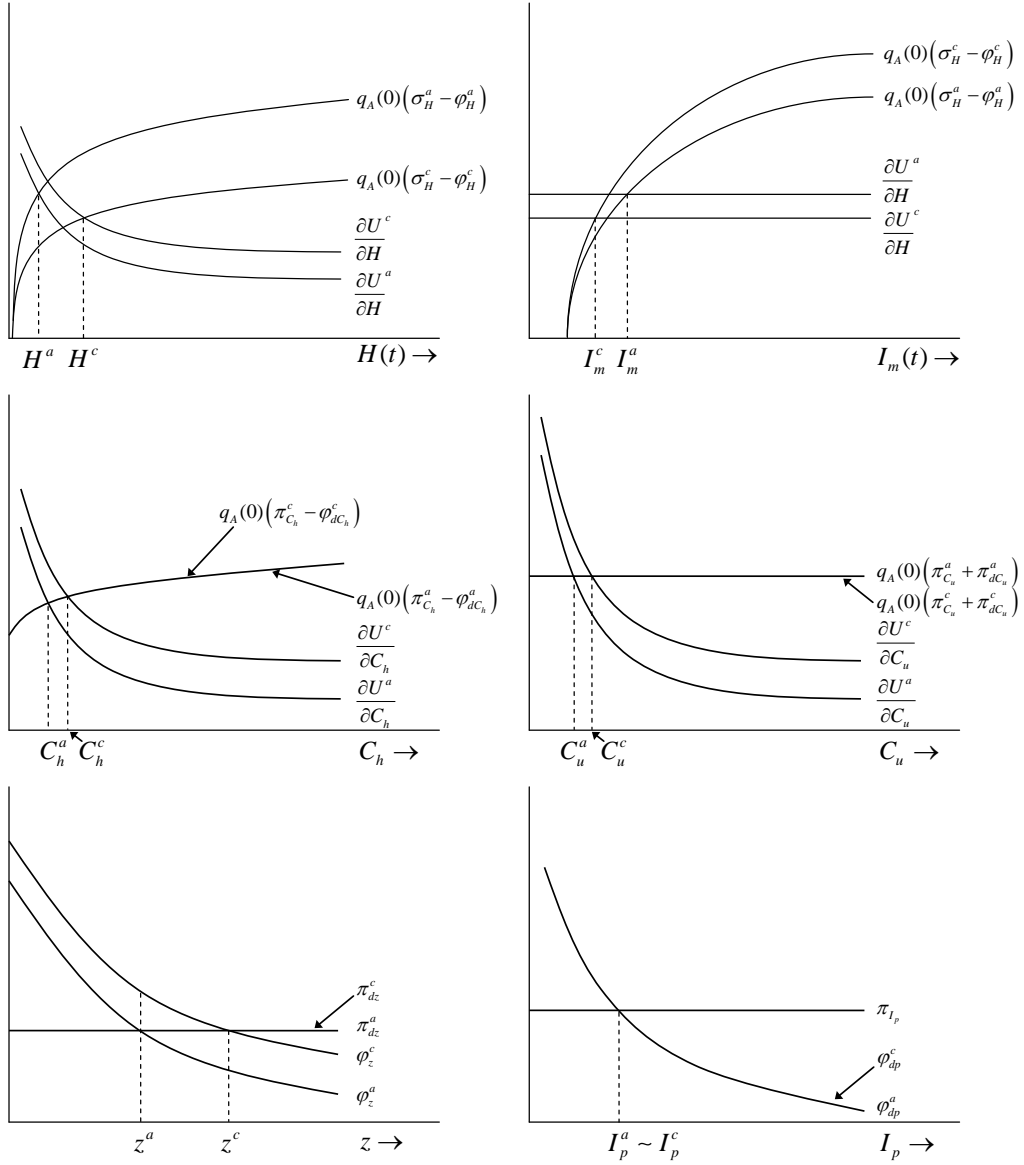 q_A(0)(σ_H^a − φ_H^a)
q_A(0)(σ_H^c − φ_H^c)
∂U^c/∂H
∂U^a/∂H
H^a H^c H(t) →
q_A(0)(σ_H^c − φ_H^c)
q_A(0)(σ_H^a − φ_H^a)
∂U^a/∂H
∂U^c/∂H
I_m^c I_m^a I_m(t) →
q_A(0)(π_{C_h}^c − φ_{dC_h}^c)
q_A(0)(π_{C_h}^a − φ_{dC_h}^a)
∂U^c/∂C_h
∂U^a/∂C_h
C_h^a C_h^c C_h →
q_A(0)(π_{C_u}^a + π_{dC_u}^a)
q_A(0)(π_{C_u}^c + π_{dC_u}^c)
∂U^c/∂C_u
∂U^a/∂C_u
C_u^a C_u^c C_u →
π_{dz}^c
π_{dz}^a
φ_z^c
φ_z^a
z^a z^c z →
π_{I_p}
φ_{dp}^c
φ_{dp}^a
I_p^a ~ I_p^c I_p →